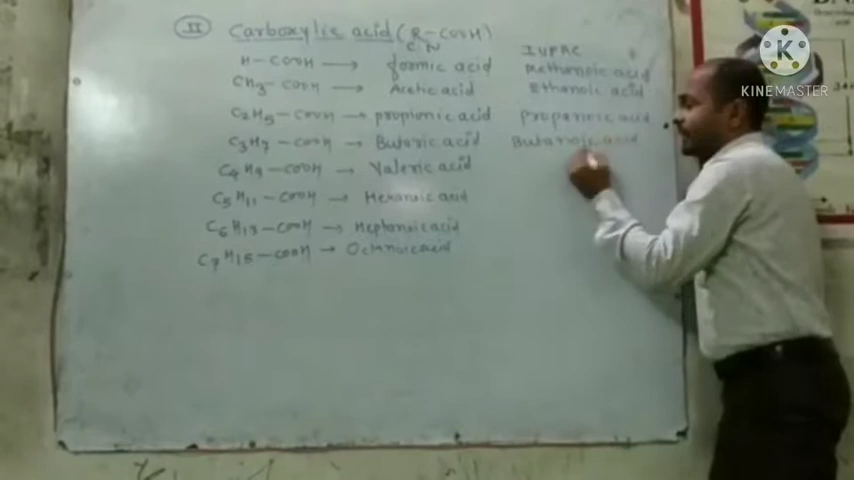 II Carboxylic acid (R-COOH)
CN IUPAC
H-COOH → formic acid Methanoic acid
CH3-COOH → Acetic acid Ethanoic acid
C2H5-COOH → propionic acid Propanoic acid
C3H7-COOH → Butaric acid Butanoic acid
C4H9-COOH → Valeric acid
C5H11-COOH → Hexanoic acid
C6H13-COOH → Heptanoic acid
C7H15-COOH → Octanoic acid
KINEMASTER